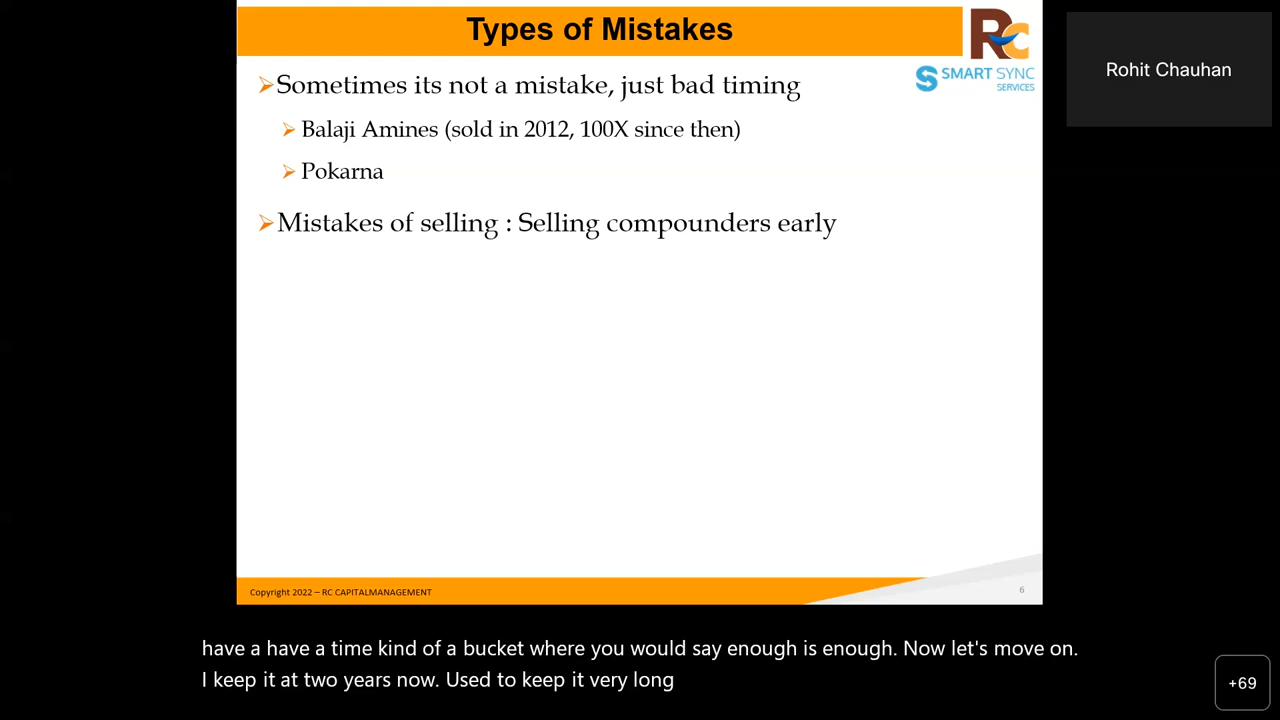 Types of Mistakes
Rc
SMART SYNC
SERVICES
Rohit Chauhan
Sometimes its not a mistake, just bad timing
Balaji Amines (sold in 2012, 100X since then)
Pokarna
Mistakes of selling : Selling compounders early
Copyright 2022 – RC CAPITALMANAGEMENT
6
have a have a time kind of a bucket where you would say enough is enough. Now let's move on.
I keep it at two years now. Used to keep it very long
+69